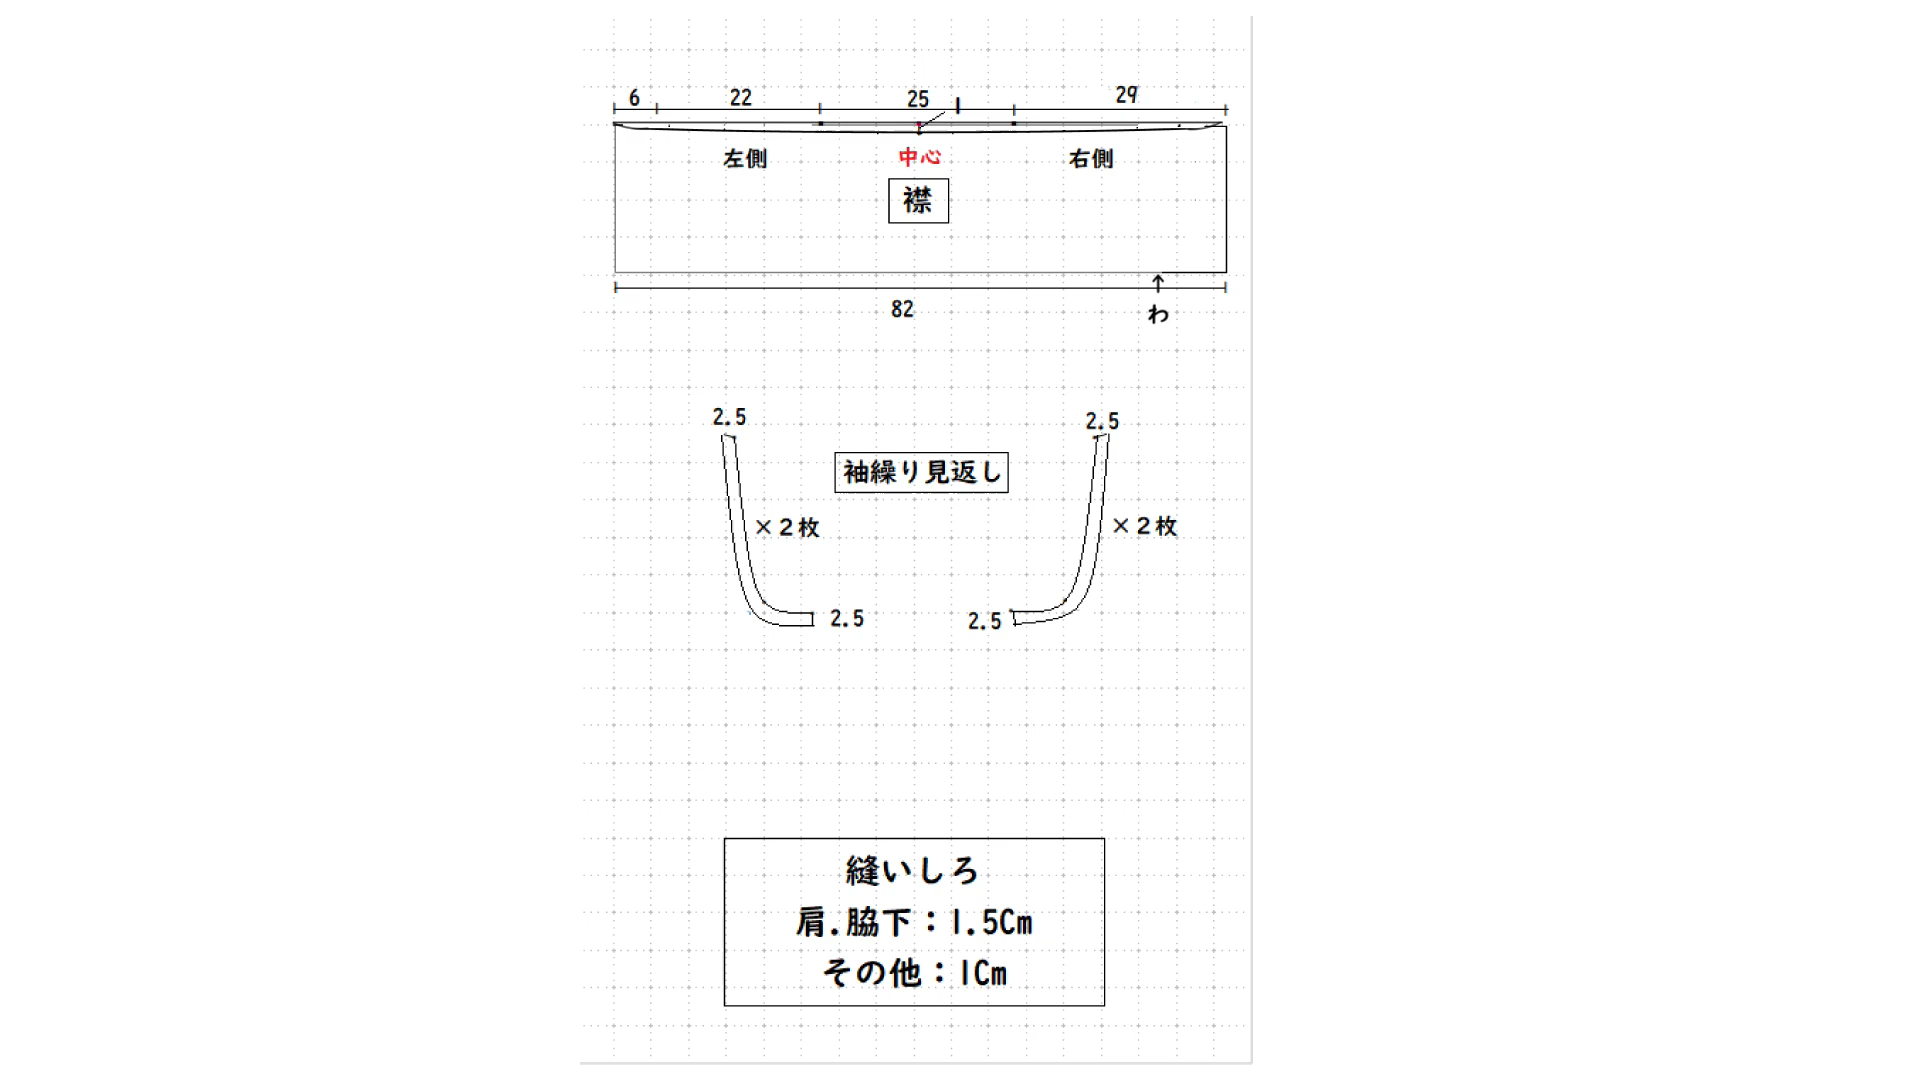 6 22 25 1 29
左側 中心 右側
襟
82
わ
2.5 2.5
袖繰り見返し
×２枚 ×２枚
2.5 2.5
縫いしろ
肩.脇下：1.5Cm
その他：1Cm